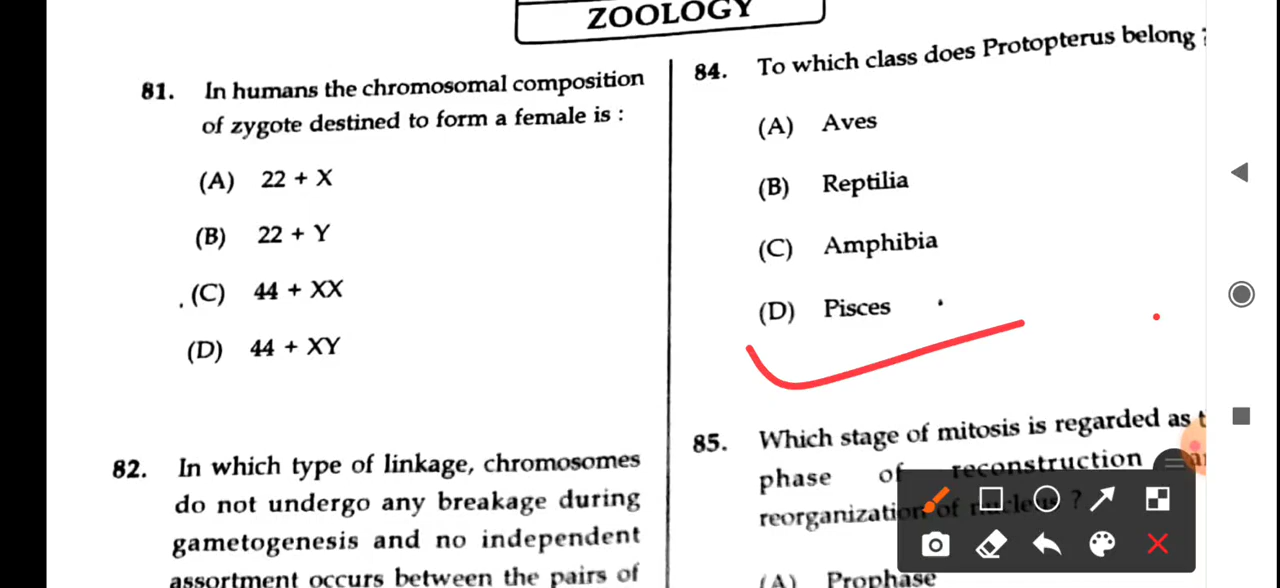 ZOOLOGY
81. In humans the chromosomal composition
of zygote destined to form a female is :
(A) 22 + X
(B) 22 + Y
(C) 44 + XX
(D) 44 + XY
82. In which type of linkage, chromosomes
do not undergo any breakage during
gametogenesis and no independent
assortment occurs between the pairs of
84. To which class does Protopterus belong ?
(A) Aves
(B) Reptilia
(C) Amphibia
(D) Pisces
85. Which stage of mitosis is regarded as
phase of reconstruction
reorganization of nucleus ?
(A) Prophase